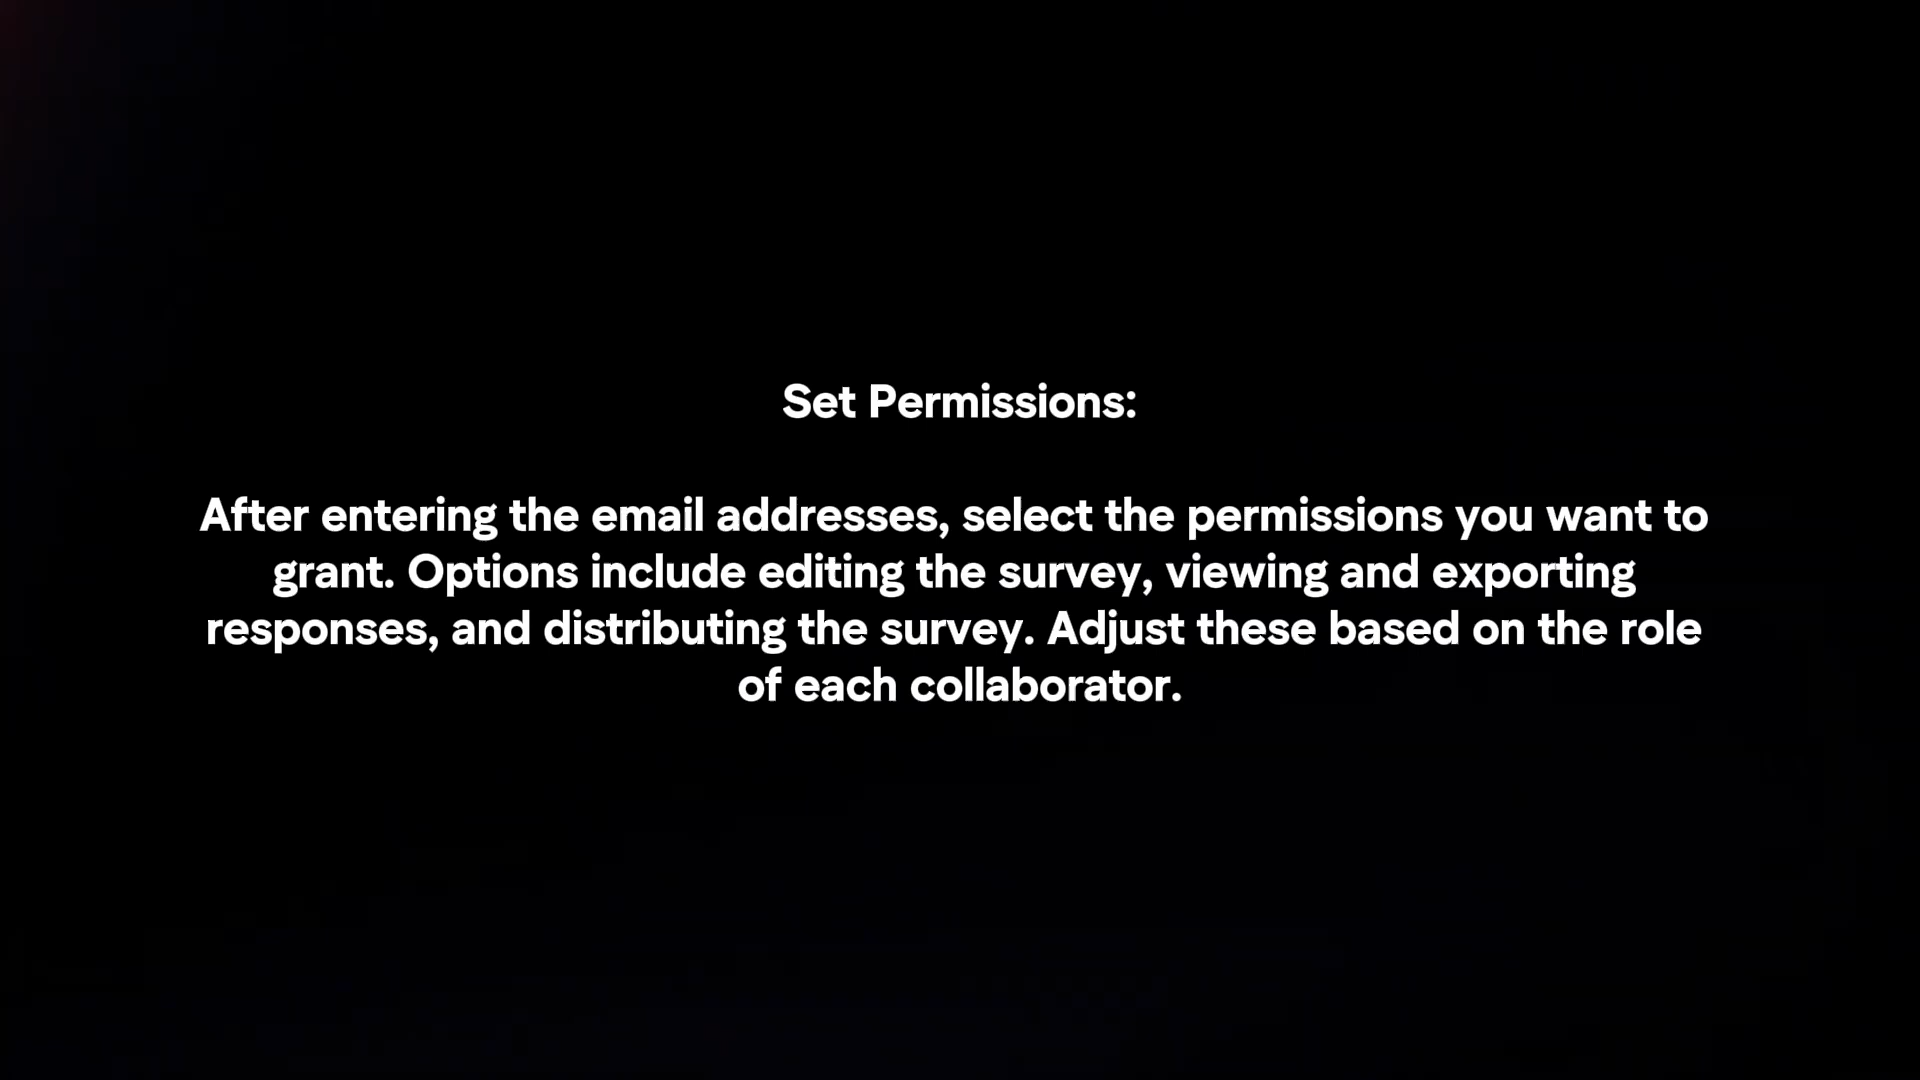 Set Permissions:
After entering the email addresses, select the permissions you want to
grant. Options include editing the survey, viewing and exporting
responses, and distributing the survey. Adjust these based on the role
of each collaborator.